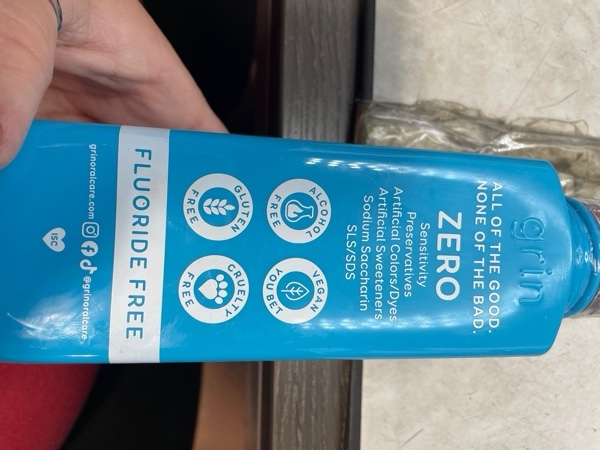 grin
ALL OF THE GOOD.
NONE OF THE BAD.
ZERO
Sensitivity
Preservatives
Artificial Colors/Dyes
Artificial Sweeteners
Sodium Saccharin
SLS/SDS
ALCOHOL FREE
VEGAN YOU BET
GLUTEN FREE
CRUELTY FREE
FLUORIDE FREE
grinoralcare.com @grinoralcare
ISC